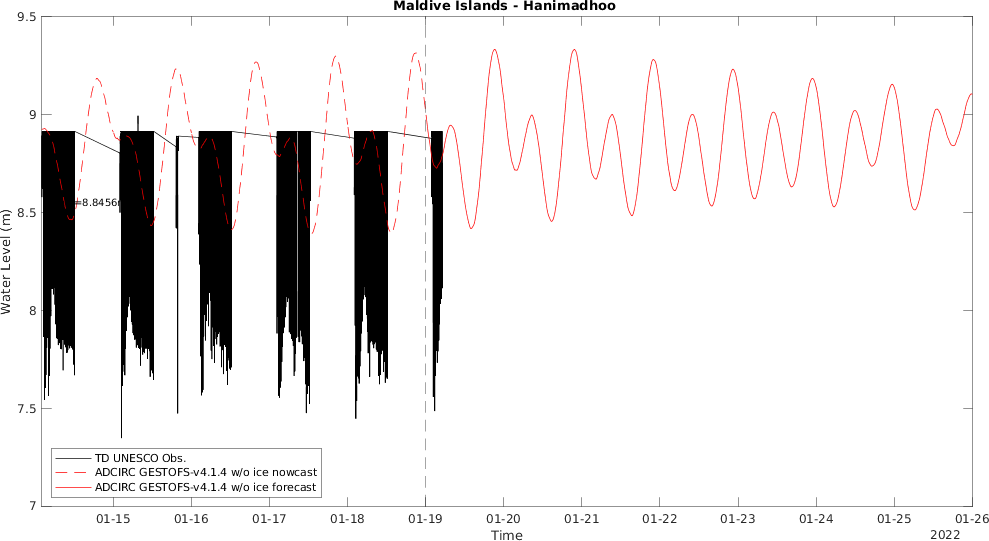 Maldive Islands - Hanimadhoo
Water Level (m)
9.5
9
8.5
8
7.5
7
=8.8456
TD UNESCO Obs.
ADCIRC GESTOFS-v4.1.4 w/o ice nowcast
ADCIRC GESTOFS-v4.1.4 w/o ice forecast
01-15 01-16 01-17 01-18 01-19 01-20 01-21 01-22 01-23 01-24 01-25 01-26
Time
2022